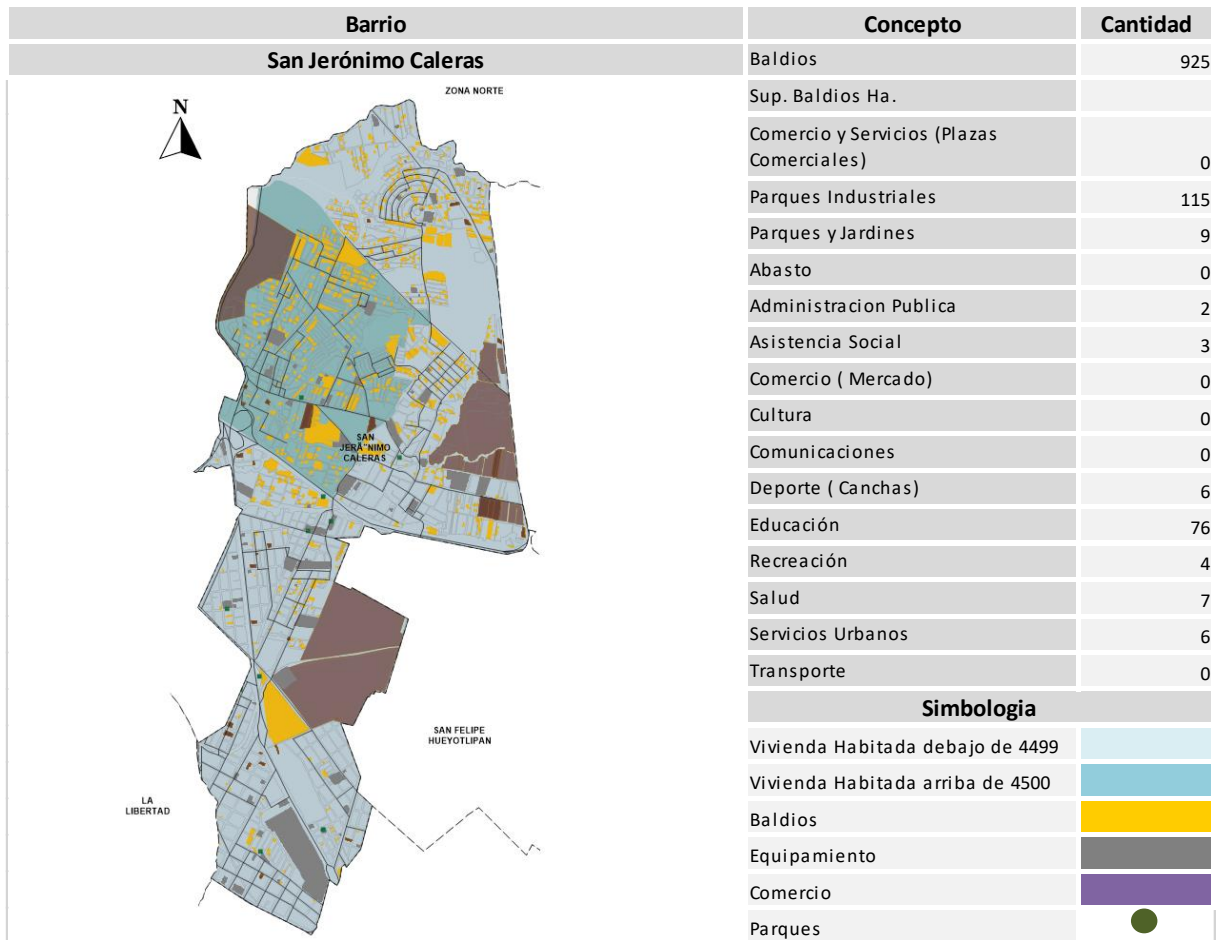 Barrio
San Jerónimo Caleras
ZONA NORTE
N
SAN
JERÃ"NIMO
CALERAS
SAN FELIPE
HUEYOTLIPAN
LA
LIBERTAD
Concepto Cantidad
Baldios 925
Sup. Baldios Ha.
Comercio y Servicios (Plazas
Comerciales) 0
Parques Industriales 115
Parques y Jardines 9
Abasto 0
Administracion Publica 2
Asistencia Social 3
Comercio ( Mercado) 0
Cultura 0
Comunicaciones 0
Deporte ( Canchas) 6
Educación 76
Recreación 4
Salud 7
Servicios Urbanos 6
Transporte 0
Simbologia
Vivienda Habitada debajo de 4499
Vivienda Habitada arriba de 4500
Baldios
Equipamiento
Comercio
Parques